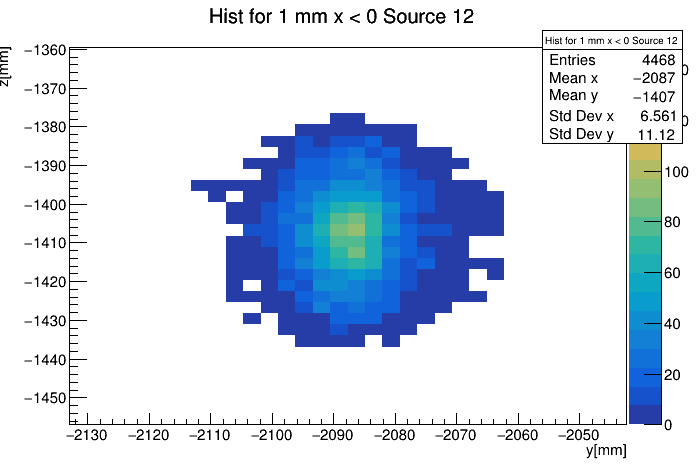 Hist for 1 mm x < 0 Source 12
Hist for 1 mm x < 0 Source 12
Entries 4468
Mean x −2087
Mean y −1407
Std Dev x 6.561
Std Dev y 11.12
z[mm]
−1360
−1370
−1380
−1390
−1400
−1410
−1420
−1430
−1440
−1450
100
80
60
40
20
0
−2130 −2120 −2110 −2100 −2090 −2080 −2070 −2060 −2050
y[mm]